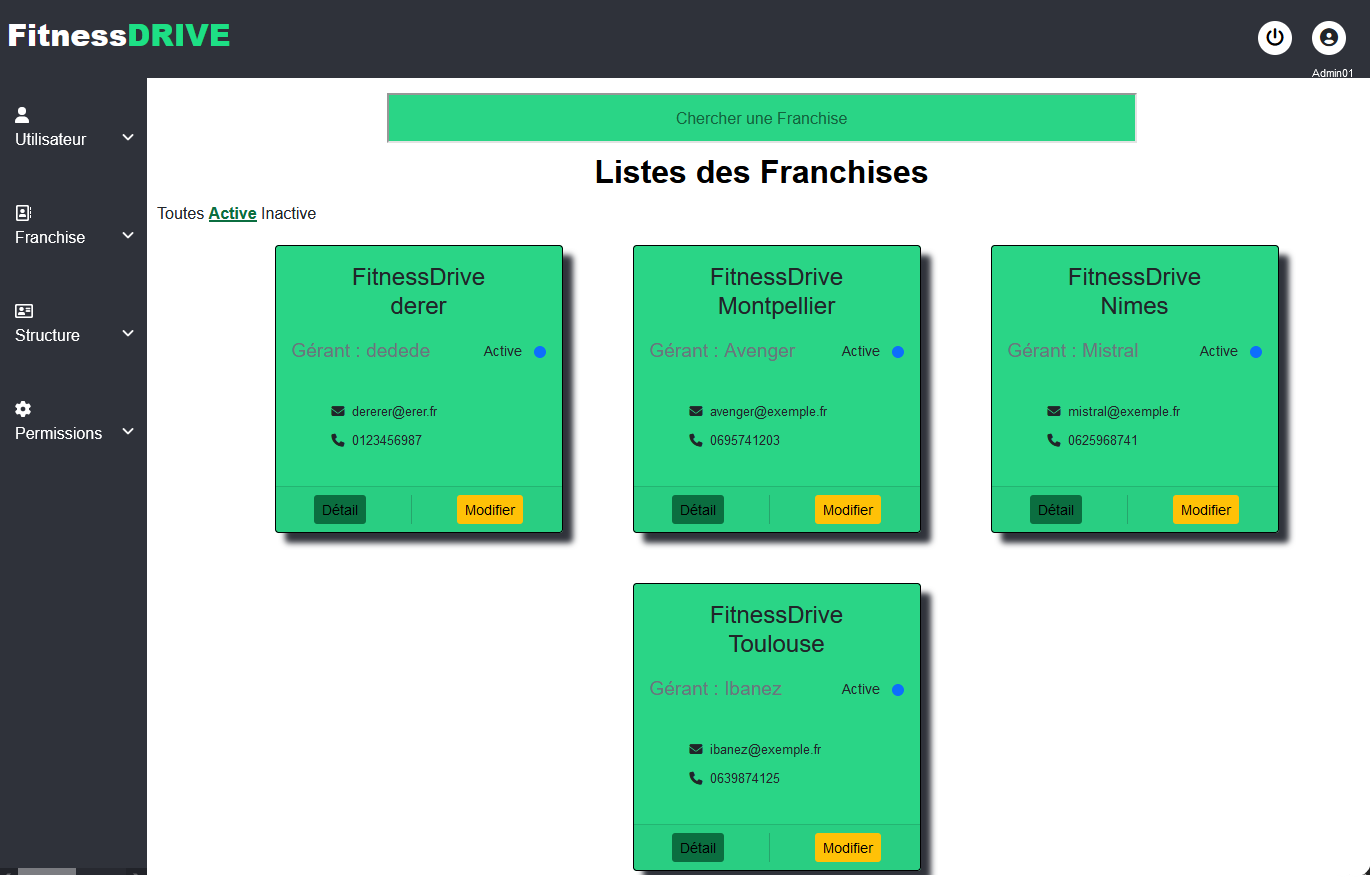 FitnessDRIVE
Admin01
Utilisateur
Franchise
Structure
Permissions
Chercher une Franchise
Listes des Franchises
Toutes Active Inactive
FitnessDrive
derer
Gérant : dedede Active
dererer@erer.fr
0123456987
Détail Modifier
FitnessDrive
Montpellier
Gérant : Avenger Active
avenger@exemple.fr
0695741203
Détail Modifier
FitnessDrive
Nimes
Gérant : Mistral Active
mistral@exemple.fr
0625968741
Détail Modifier
FitnessDrive
Toulouse
Gérant : Ibanez Active
ibanez@exemple.fr
0639874125
Détail Modifier